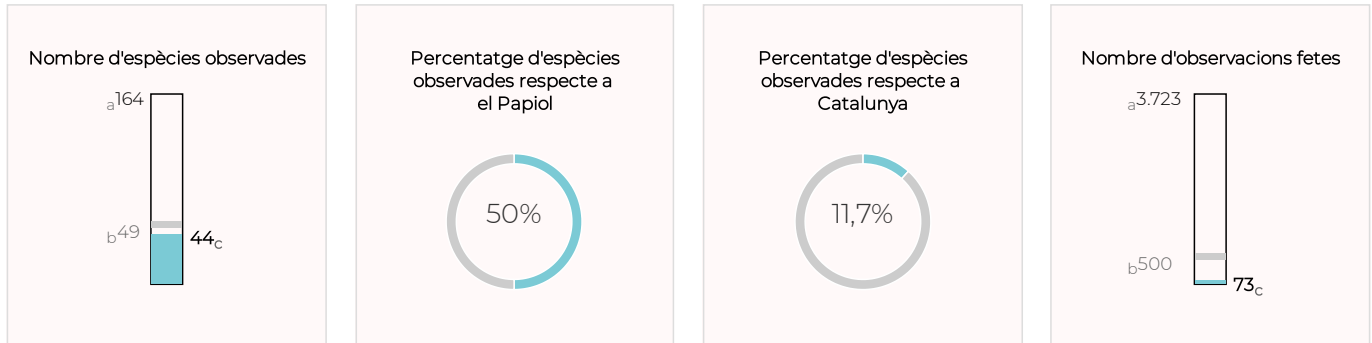 Nombre d'espècies observades
a164
b49
44c
Percentatge d'espècies
observades respecte a
el Papiol
50%
Percentatge d'espècies
observades respecte a
Catalunya
11,7%
Nombre d'observacions fetes
a3.723
b500
73c